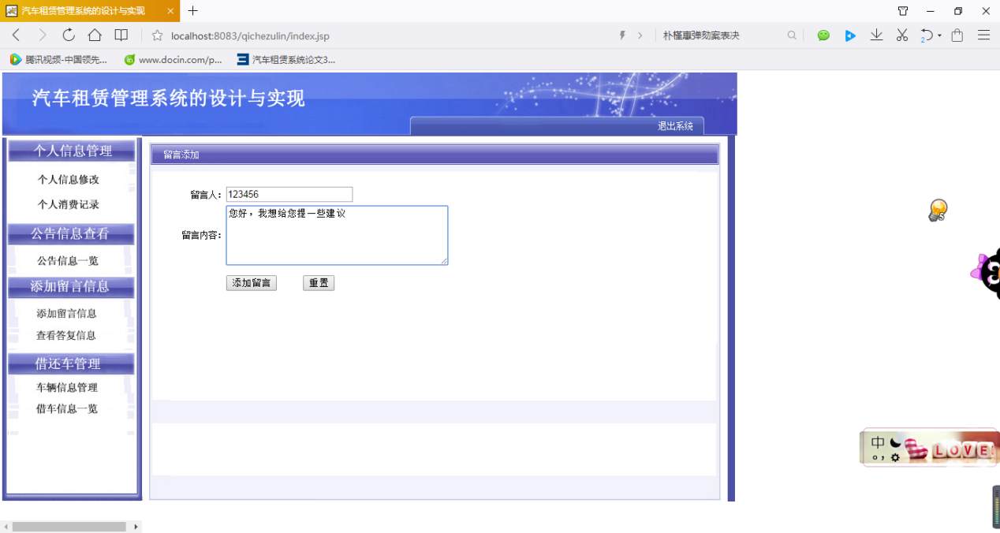 汽车租赁管理系统的设计与实现
localhost:8083/qichezulin/index.jsp
朴槿惠弹劾案表决
2
腾讯视频-中国领先...
www.docin.com/p...
汽车租赁系统论文3...
汽车租赁管理系统的设计与实现
退出系统
个人信息管理
个人信息修改
个人消费记录
公告信息查看
公告信息一览
添加留言信息
添加留言信息
查看答复信息
借还车管理
车辆信息管理
借车信息一览
留言添加
留言人：
123456
留言内容：
您好，我想给您提一些建议
添加留言
重置
中
LOVE